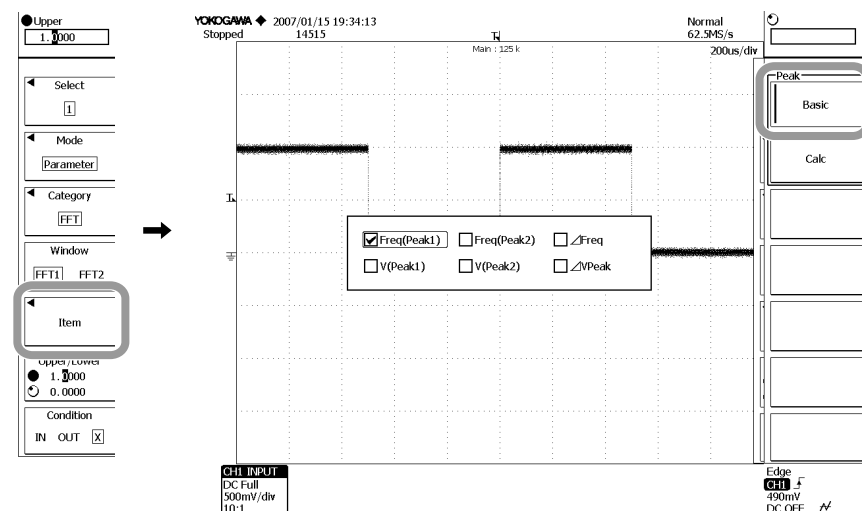 Upper
1.0000
Select
1
Mode
Parameter
Category
FFT
Window
FFT1 FFT2
Item
Upper/Lower
1.0000
0.0000
Condition
IN OUT X
YOKOGAWA ◆ 2007/01/15 19:34:13
Stopped 14515
Normal
62.5MS/s
Main : 125 k
200us/div
T
T
Freq(Peak1) Freq(Peak2) ⊿Freq
V(Peak1) V(Peak2) ⊿VPeak
CH1 INPUT
DC Full
500mV/div
10:1
Peak
Basic
Calc
Edge
CH1
490mV
DC OFF